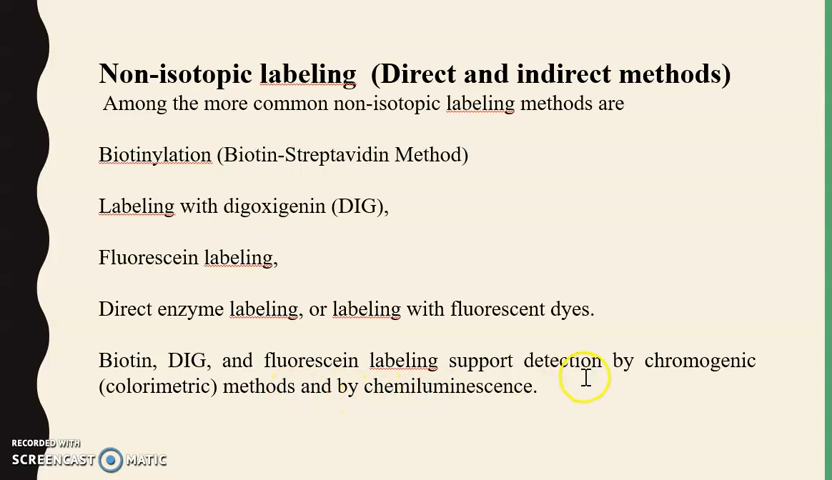 Non-isotopic labeling (Direct and indirect methods)
Among the more common non-isotopic labeling methods are
Biotinylation (Biotin-Streptavidin Method)
Labeling with digoxigenin (DIG),
Fluorescein labeling,
Direct enzyme labeling, or labeling with fluorescent dyes.
Biotin, DIG, and fluorescein labeling support detection by chromogenic
(colorimetric) methods and by chemiluminescence.
RECORDED WITH
SCREENCAST MATIC